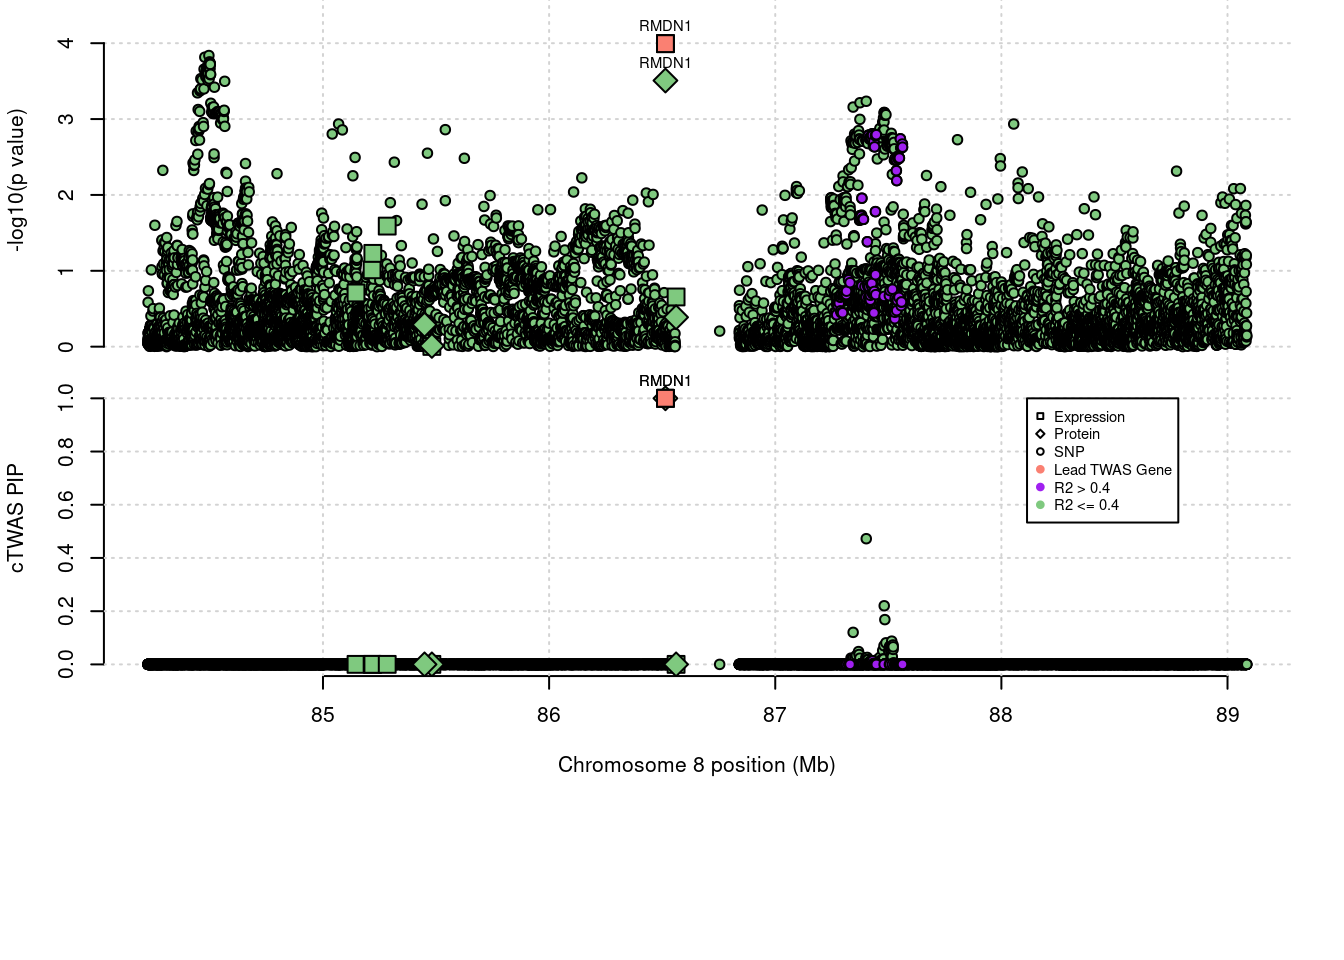 RMDN1
RMDN1
-log10(p value)
4
3
2
1
0
RMDN1
cTWAS PIP
1.0
0.8
0.6
0.4
0.2
0.0
Expression
Protein
SNP
Lead TWAS Gene
R2 > 0.4
R2 <= 0.4
85 86 87 88 89
Chromosome 8 position (Mb)